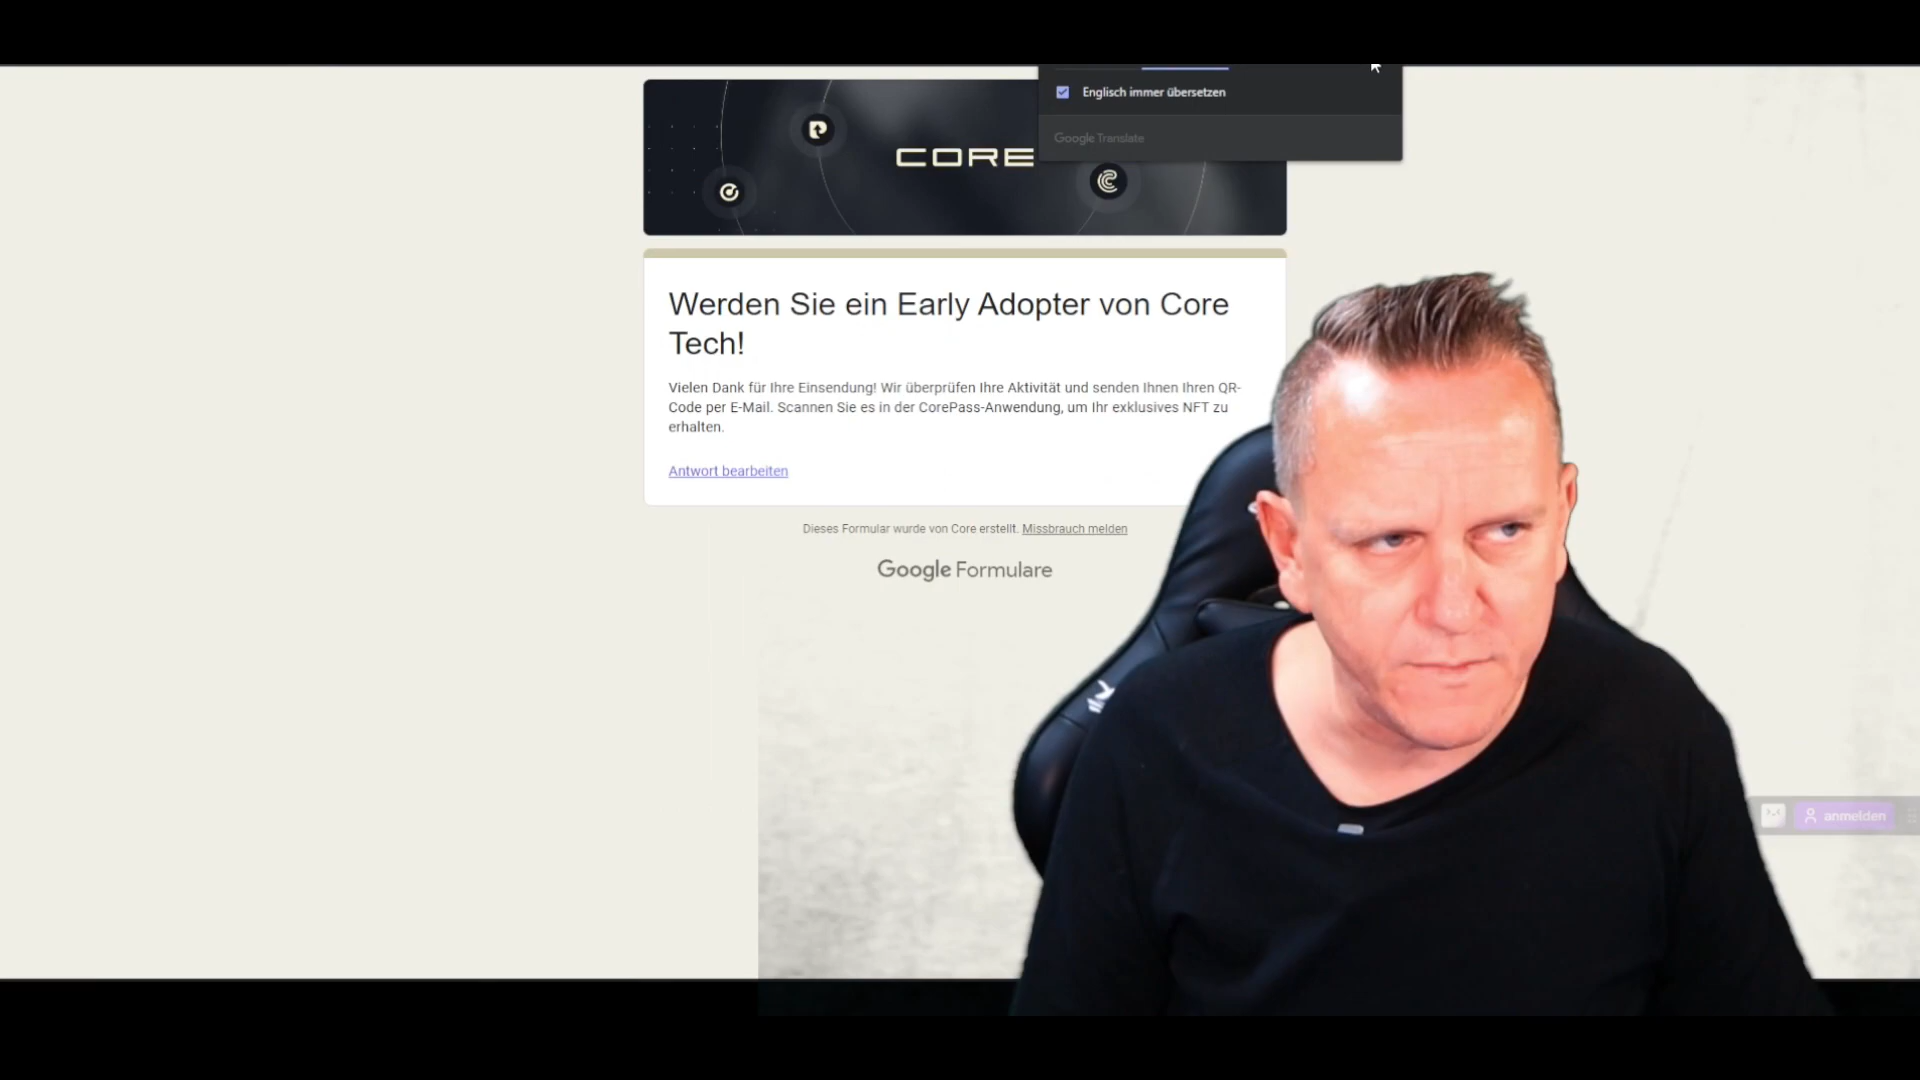 Englisch immer übersetzen
Google Translate
CORE
Werden Sie ein Early Adopter von Core
Tech!
Vielen Dank für Ihre Einsendung! Wir überprüfen Ihre Aktivität und senden Ihnen Ihren QR-
Code per E-Mail. Scannen Sie es in der CorePass-Anwendung, um Ihr exklusives NFT zu
erhalten.
Antwort bearbeiten
Dieses Formular wurde von Core erstellt. Missbrauch melden
Google Formulare
anmelden